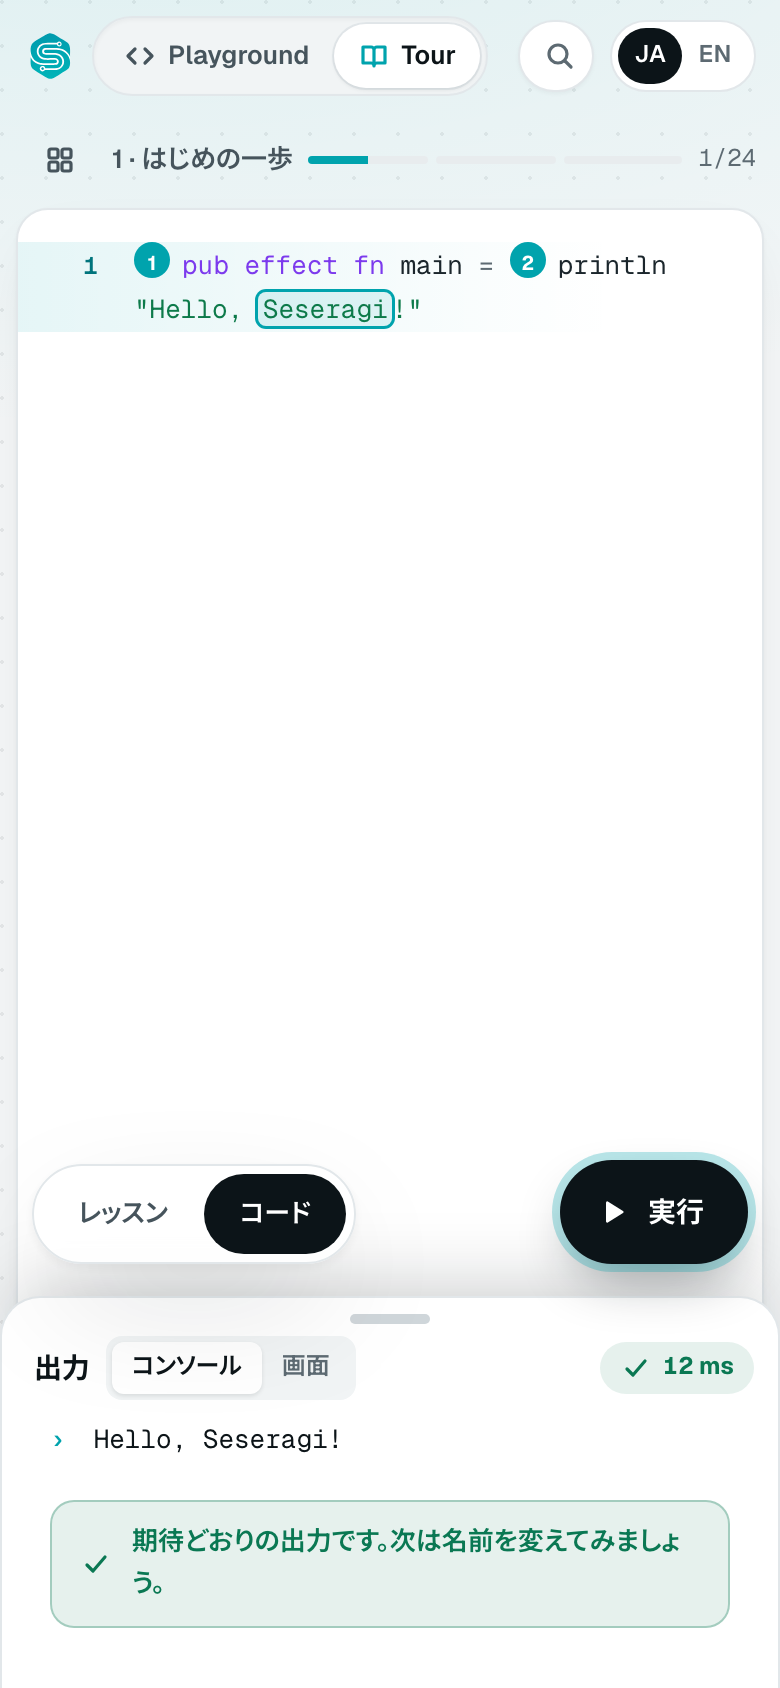 Playground Tour JA EN
1 · はじめの一歩 1/24
1 1 pub effect fn main = 2 println
"Hello, Seseragi!"
レッスン コード 実行
出力 コンソール 画面 12 ms
› Hello, Seseragi!
期待どおりの出力です。次は名前を変えてみましょ
う。